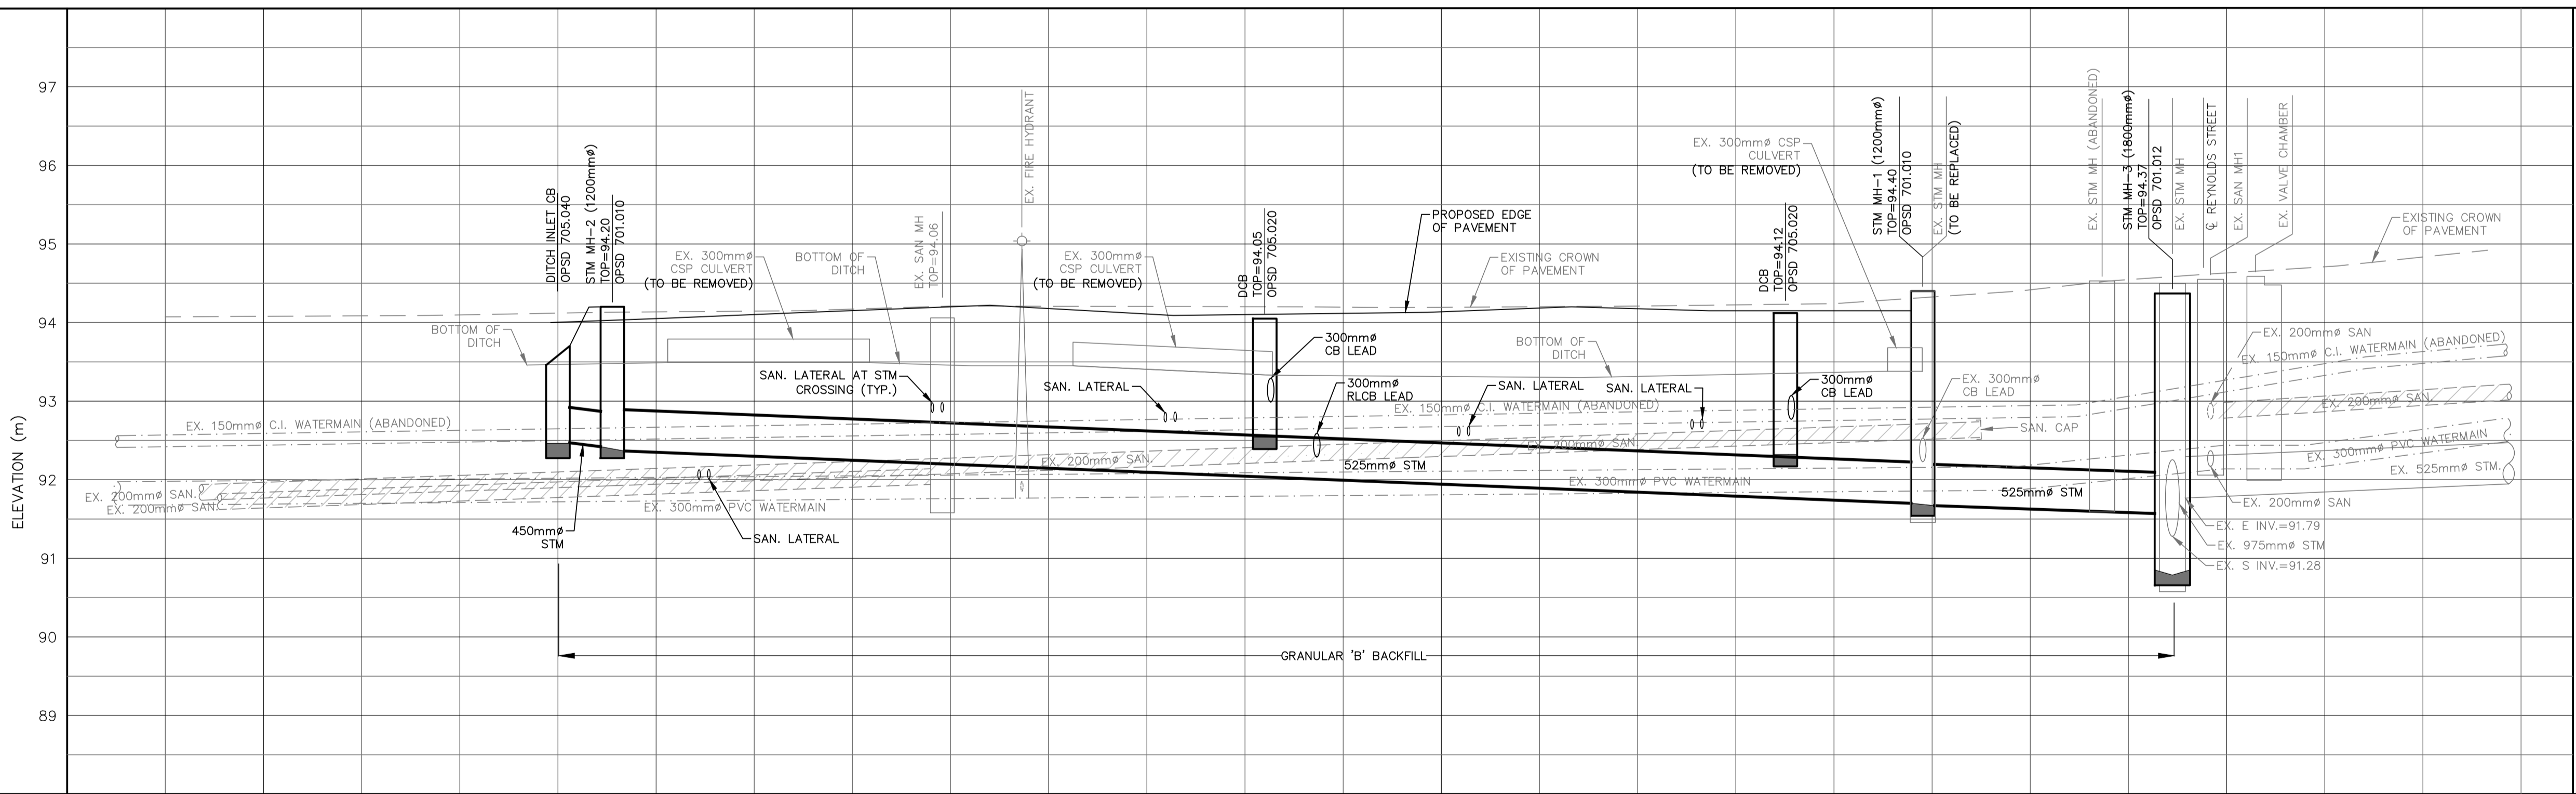 ELEVATION (m)
97
96
95
94
93
92
91
90
89
DITCH INLET CB
OPSD 705.040
STM MH-2 (1200mmø)
TOP=94.20
OPSD 701.010
EX. 300mmø
CSP CULVERT
(TO BE REMOVED)
BOTTOM OF
DITCH
EX. SAN MH
TOP=94.06
EX. FIRE HYDRANT
EX. 300mmø
CSP CULVERT
(TO BE REMOVED)
DCB
TOP=94.05
OPSD 705.020
PROPOSED EDGE
OF PAVEMENT
EXISTING CROWN
OF PAVEMENT
EX. 300mmø CSP
CULVERT
(TO BE REMOVED)
DCB
TOP=94.12
OPSD 705.020
STM MH-1 (1200mmø)
TOP=94.40
OPSD 701.010
EX. STM MH
(TO BE REPLACED)
EX. STM MH (ABANDONED)
STM MH-3 (1800mmø)
TOP=94.37
OPSD 701.012
EX. STM MH
℄ REYNOLDS STREET
EX. SAN MH1
EX. VALVE CHAMBER
EXISTING CROWN
OF PAVEMENT
BOTTOM OF
DITCH
SAN. LATERAL AT STM
CROSSING (TYP.)
SAN. LATERAL
300mmø
CB LEAD
300mmø
RLCB LEAD
SAN. LATERAL
BOTTOM OF
DITCH
SAN. LATERAL
300mmø
CB LEAD
EX. 300mmø
CB LEAD
EX. 200mmø SAN
EX. 150mmø C.I. WATERMAIN (ABANDONED)
EX. 150mmø C.I. WATERMAIN (ABANDONED)
EX. 150mmø C.I. WATERMAIN (ABANDONED)
EX. 200mmø SAN.
SAN. CAP
EX. 200mmø SAN.
EX. 200mmø SAN.
525mmø STM
EX. 300mmø PVC WATERMAIN
EX. 300mmø PVC WATERMAIN
EX. 525mmø STM.
525mmø STM
EX. 200mmø SAN.
EX. 200mmø SAN.
EX. 300mmø PVC WATERMAIN
450mmø
STM
SAN. LATERAL
EX. 200mmø SAN
EX. E INV.=91.79
EX. 975mmø STM
EX. S INV.=91.28
GRANULAR 'B' BACKFILL